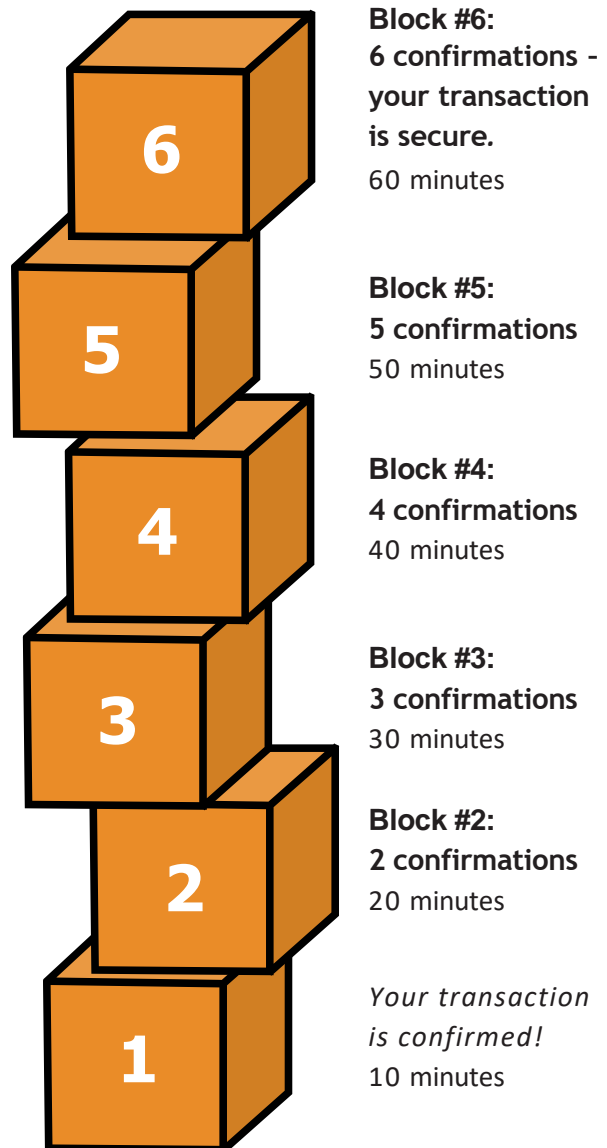 6
Block #6:
6 confirmations -
your transaction
is secure.
60 minutes
5
Block #5:
5 confirmations
50 minutes
4
Block #4:
4 confirmations
40 minutes
3
Block #3:
3 confirmations
30 minutes
2
Block #2:
2 confirmations
20 minutes
1
Your transaction
is confirmed!
10 minutes